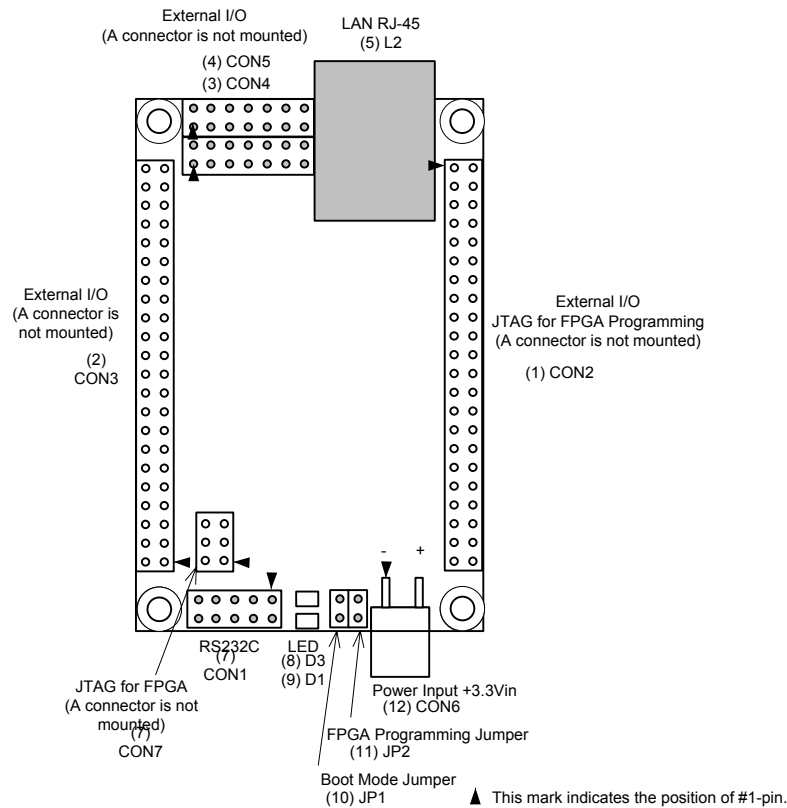 External I/O
(A connector is not mounted)
(4) CON5
(3) CON4
LAN RJ-45
(5) L2
External I/O
(A connector is
not mounted)
(2)
CON3
External I/O
JTAG for FPGA Programming
(A connector is not mounted)
(1) CON2
- +
RS232C
(7)
CON1
LED
(8) D3
(9) D1
JTAG for FPGA
(A connector is not
mounted)
(7)
CON7
Power Input +3.3Vin
(12) CON6
FPGA Programming Jumper
(11) JP2
Boot Mode Jumper
(10) JP1
This mark indicates the position of #1-pin.